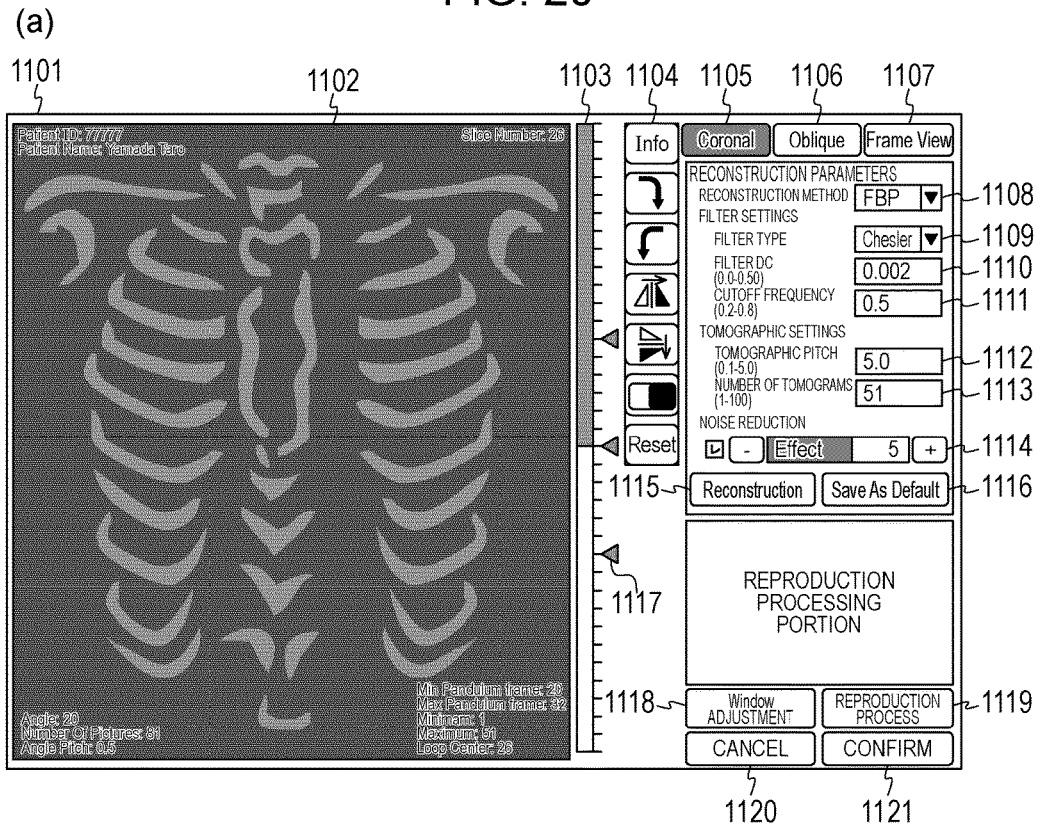 (a)
1101 1102 1103 1104 1105 1106 1107
Patient ID: 77777
Patient Name: Yamada Taro
Slice Number: 26
Info
Coronal Oblique Frame View
RECONSTRUCTION PARAMETERS
RECONSTRUCTION METHOD FBP 1108
FILTER SETTINGS
FILTER TYPE Chesler 1109
FILTER DC
(0.0-0.50) 0.002 1110
CUTOFF FREQUENCY
(0.2-0.8) 0.5 1111
TOMOGRAPHIC SETTINGS
TOMOGRAPHIC PITCH
(0.1-5.0) 5.0 1112
NUMBER OF TOMOGRAMS
(1-100) 51 1113
NOISE REDUCTION
Reset
- Effect 5 + 1114
1115 Reconstruction Save As Default 1116
REPRODUCTION
PROCESSING
PORTION
1117
Min Pandulum frame: 20
Max Pandulum frame: 32
Minimam: 1
Maximum: 51
Loop Center: 26
Angle: 20
Number Of Pictures: 81
Angle Pitch: 0.5
1118 Window
ADJUSTMENT
REPRODUCTION
PROCESS 1119
CANCEL CONFIRM
1120 1121